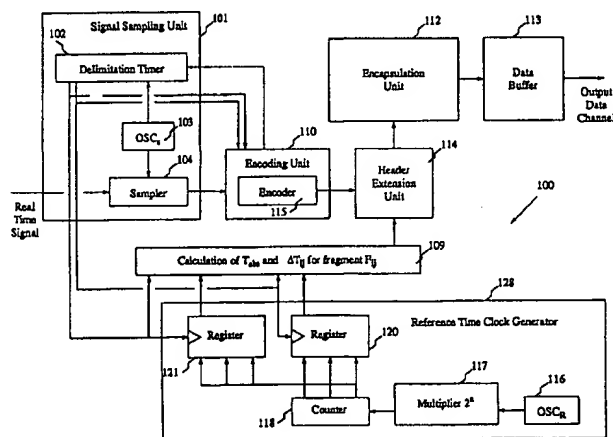 Signal Sampling Unit
101
102
Delimitation Timer
OSCs
103
104
Sampler
Real
Time
Signal
110
Encoding Unit
Encoder
115
112
Encapsulation
Unit
113
Data
Buffer
Output
Data
Channel
114
Header
Extension
Unit
100
Calculation of Tabs and ΔTij for fragment Fij
109
128
Reference Time Clock Generator
Register
121
Register
120
118
Counter
117
Multiplier 2ⁿ
116
OSCR